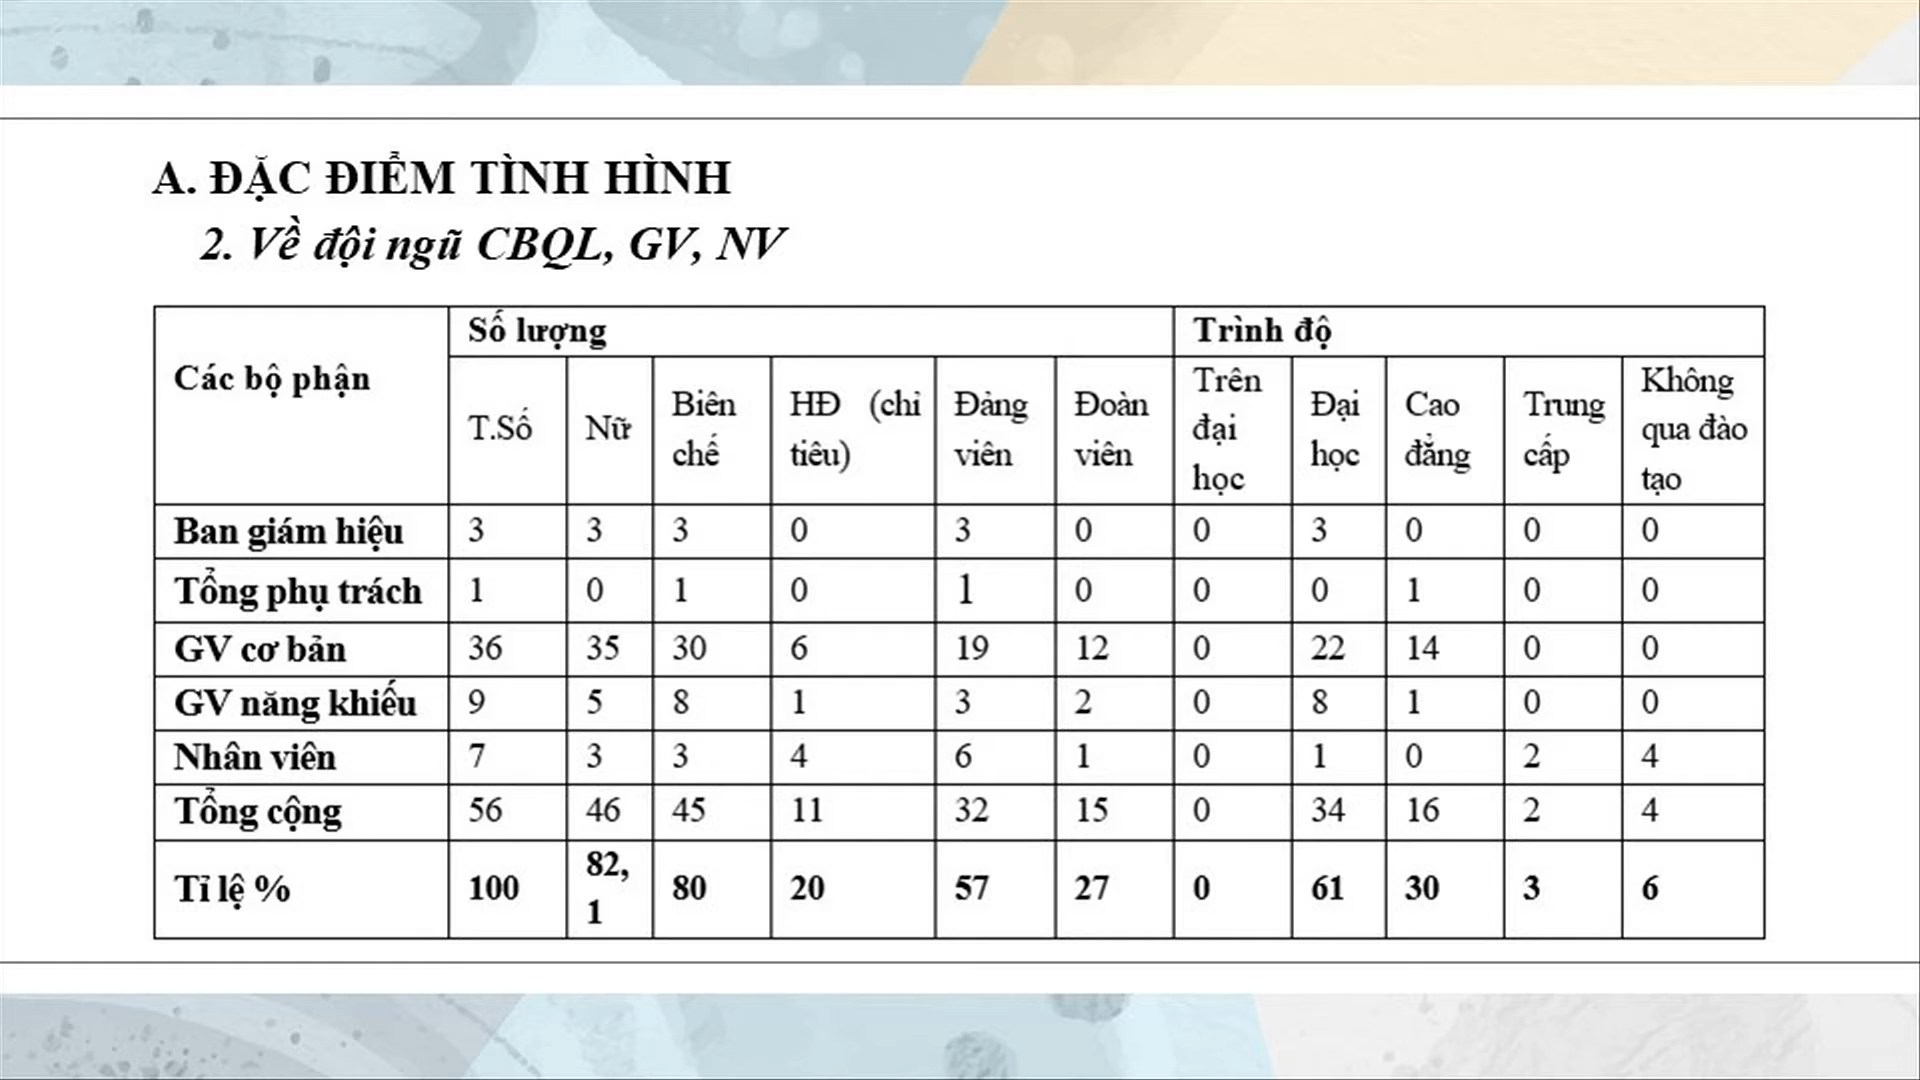 A. ĐẶC ĐIỂM TÌNH HÌNH
2. Về đội ngũ CBQL, GV, NV
Các bộ phận Số lượng Trình độ
T.Số Nữ Biên chế HĐ (chỉ tiêu) Đảng viên Đoàn viên Trên đại học Đại học Cao đẳng Trung cấp Không qua đào tạo
Ban giám hiệu 3 3 3 0 3 0 0 3 0 0 0
Tổng phụ trách 1 0 1 0 1 0 0 0 1 0 0
GV cơ bản 36 35 30 6 19 12 0 22 14 0 0
GV năng khiếu 9 5 8 1 3 2 0 8 1 0 0
Nhân viên 7 3 3 4 6 1 0 1 0 2 4
Tổng cộng 56 46 45 11 32 15 0 34 16 2 4
Tỉ lệ % 100 82,1 80 20 57 27 0 61 30 3 6